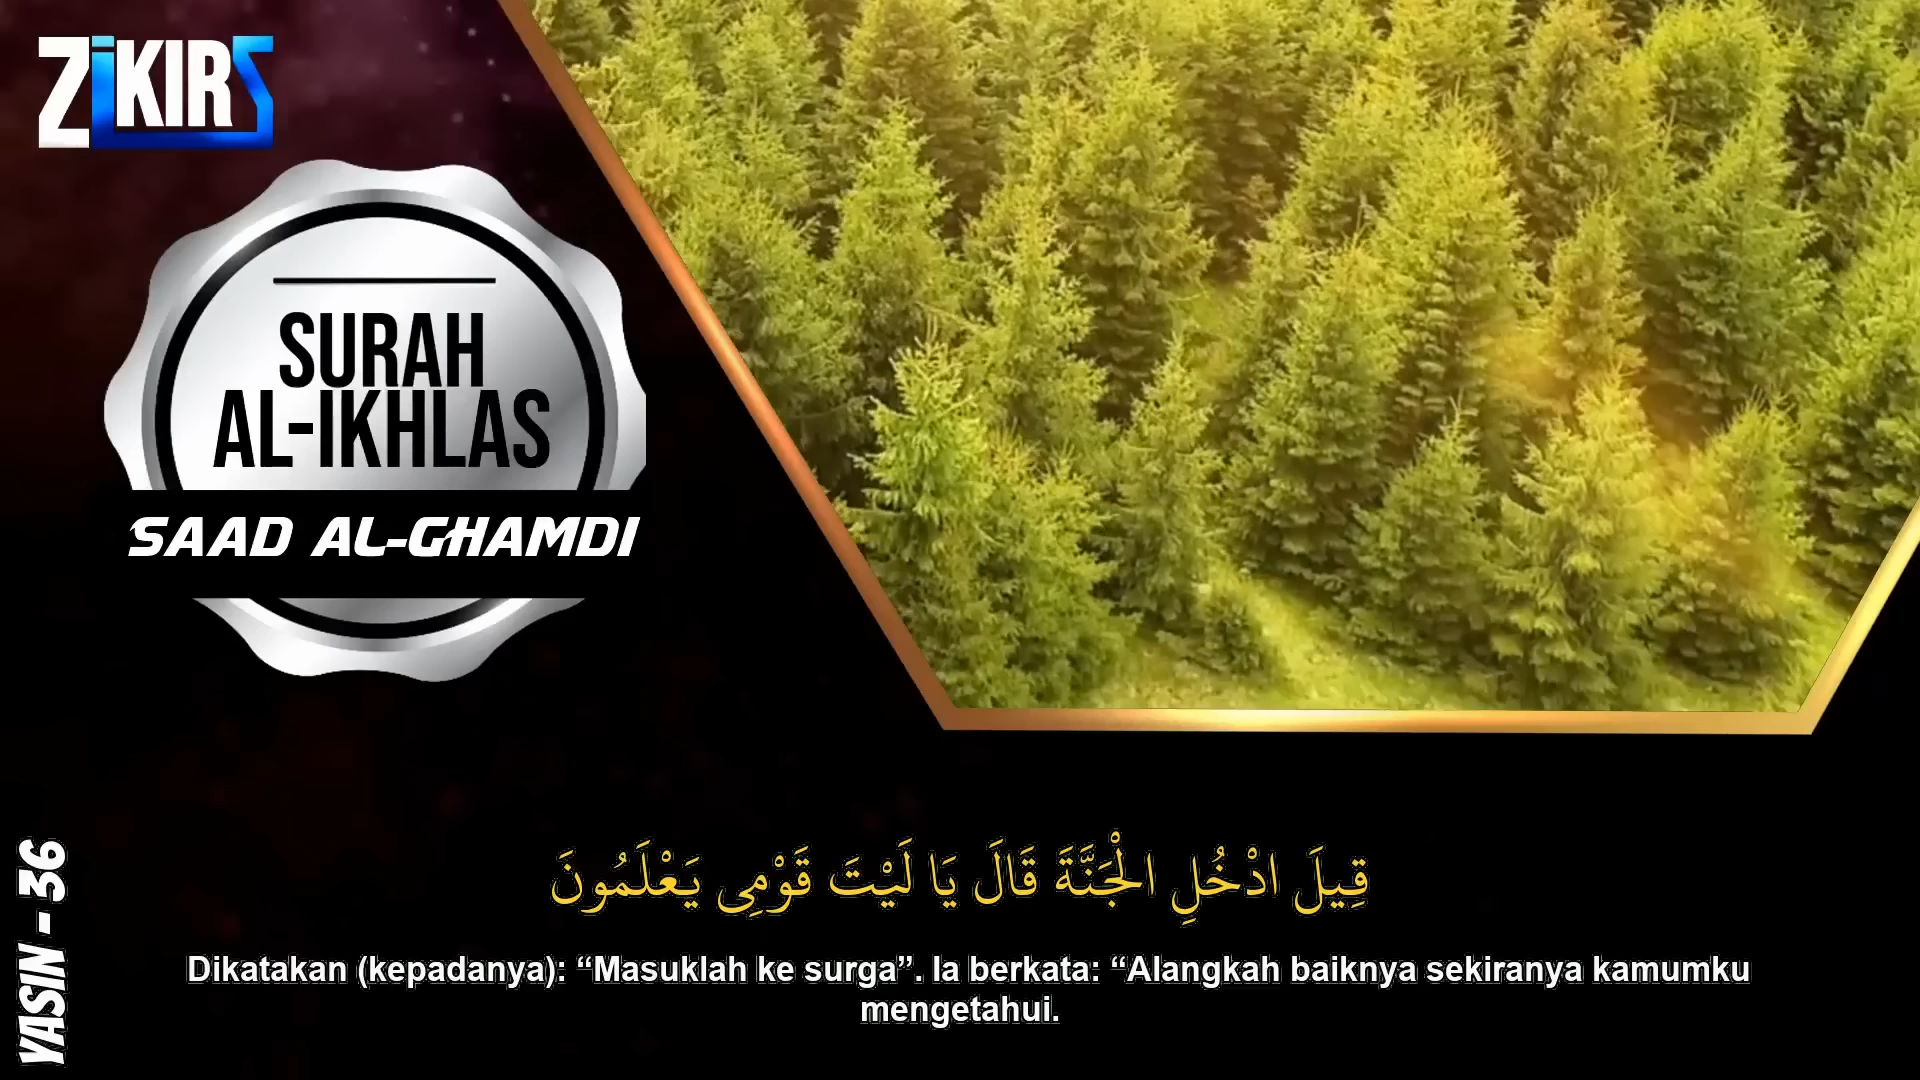 ZiKIRS
SURAH
AL-IKHLAS
SAAD AL-GHAMDI
قِيلَ ادْخُلِ الْجَنَّةَ قَالَ يَا لَيْتَ قَوْمِي يَعْلَمُونَ
Dikatakan (kepadanya): “Masuklah ke surga”. Ia berkata: “Alangkah baiknya sekiranya kamumku
mengetahui.
YASIN - 36